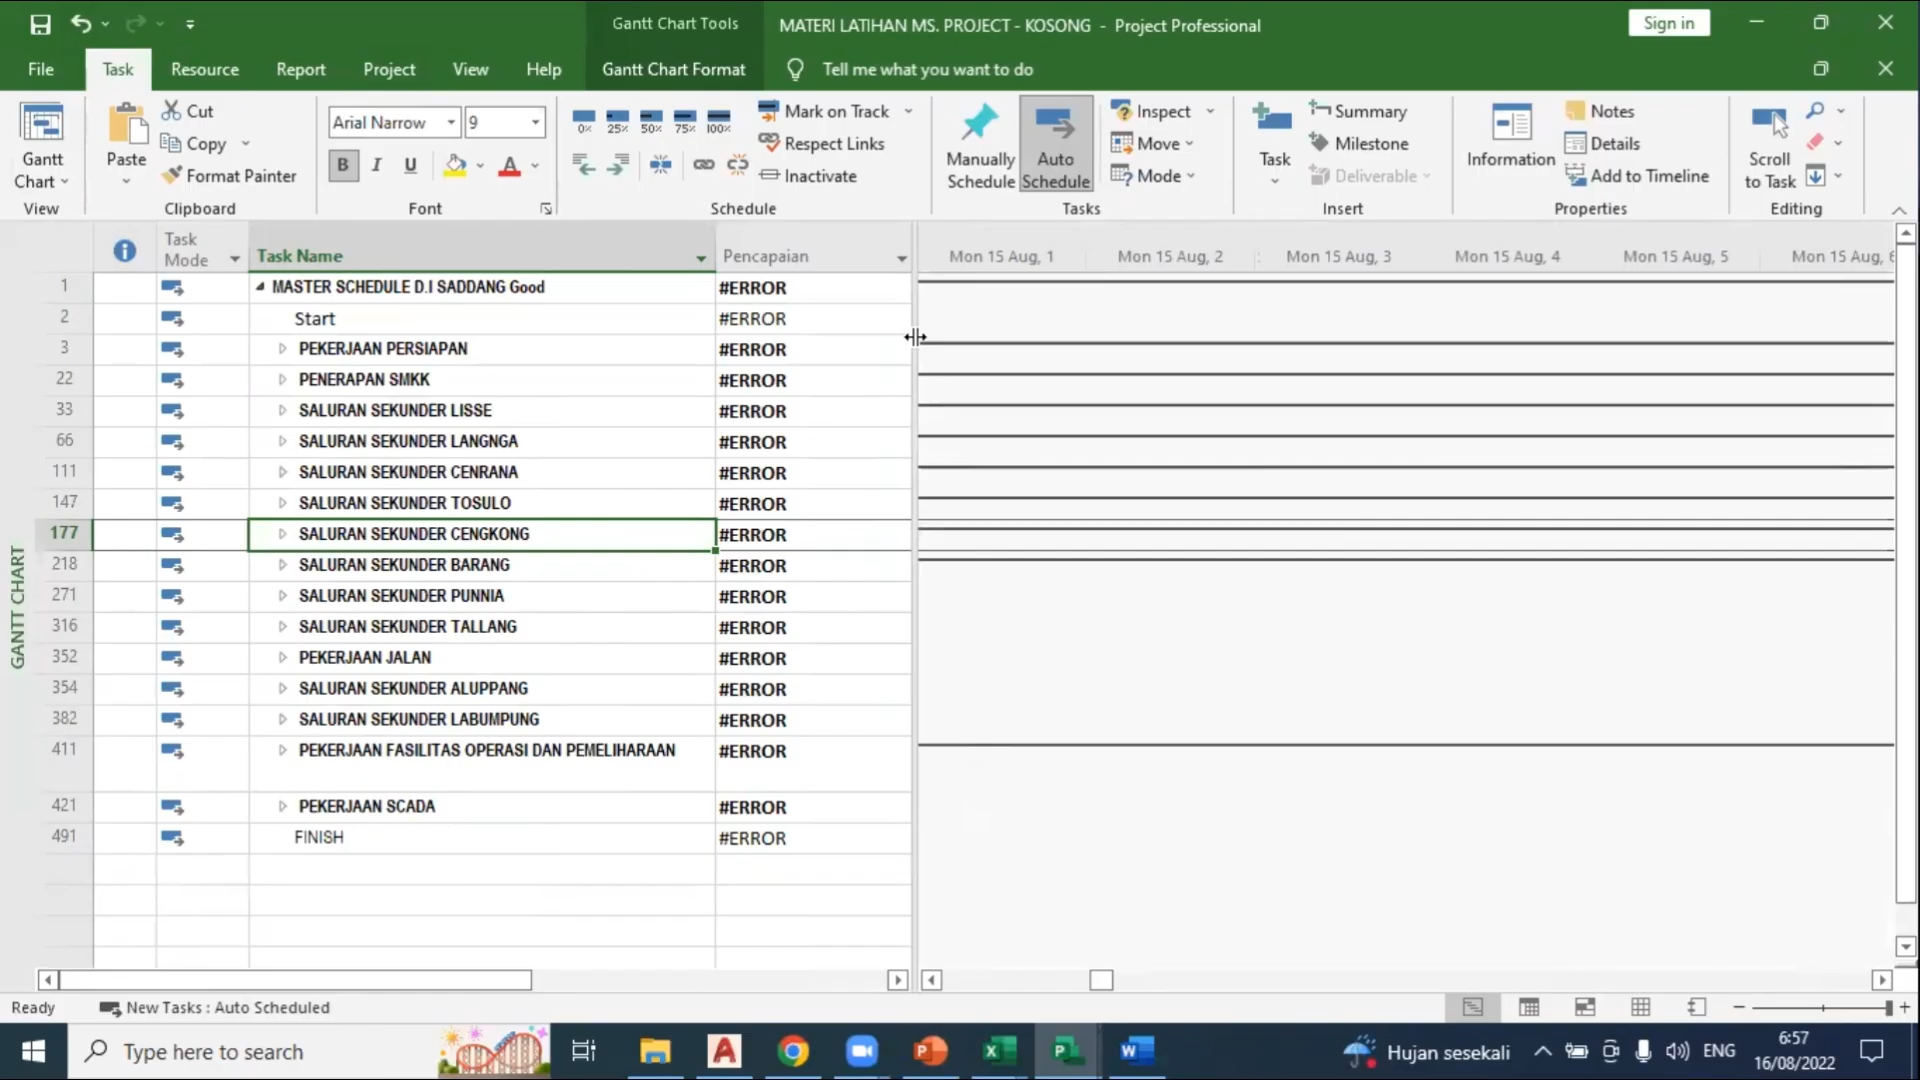 Gantt Chart Tools
MATERI LATIHAN MS. PROJECT - KOSONG - Project Professional
Sign in
File
Task
Resource
Report
Project
View
Help
Gantt Chart Format
Tell me what you want to do
Gantt
Chart
View
Paste
Cut
Copy
Format Painter
Clipboard
Arial Narrow
9
B I U
A
Font
0% 25% 50% 75% 100%
Mark on Track
Respect Links
Inactivate
Schedule
Manually
Schedule
Auto
Schedule
Inspect
Move
Mode
Tasks
Task
Summary
Milestone
Deliverable
Insert
Information
Notes
Details
Add to Timeline
Properties
Scroll
to Task
Editing
Task
Mode
Task Name
Pencapaian
Mon 15 Aug, 1
Mon 15 Aug, 2
Mon 15 Aug, 3
Mon 15 Aug, 4
Mon 15 Aug, 5
Mon 15 Aug, 6
1 MASTER SCHEDULE D.I SADDANG Good #ERROR
2 Start #ERROR
3 PEKERJAAN PERSIAPAN #ERROR
22 PENERAPAN SMKK #ERROR
33 SALURAN SEKUNDER LISSE #ERROR
66 SALURAN SEKUNDER LANGNGA #ERROR
111 SALURAN SEKUNDER CENRANA #ERROR
147 SALURAN SEKUNDER TOSULO #ERROR
177 SALURAN SEKUNDER CENGKONG #ERROR
218 SALURAN SEKUNDER BARANG #ERROR
271 SALURAN SEKUNDER PUNNIA #ERROR
316 SALURAN SEKUNDER TALLANG #ERROR
352 PEKERJAAN JALAN #ERROR
354 SALURAN SEKUNDER ALUPPANG #ERROR
382 SALURAN SEKUNDER LABUMPUNG #ERROR
411 PEKERJAAN FASILITAS OPERASI DAN PEMELIHARAAN #ERROR
421 PEKERJAAN SCADA #ERROR
491 FINISH #ERROR
GANTT CHART
Ready
New Tasks : Auto Scheduled
Type here to search
Hujan sesekali
ENG
6:57
16/08/2022